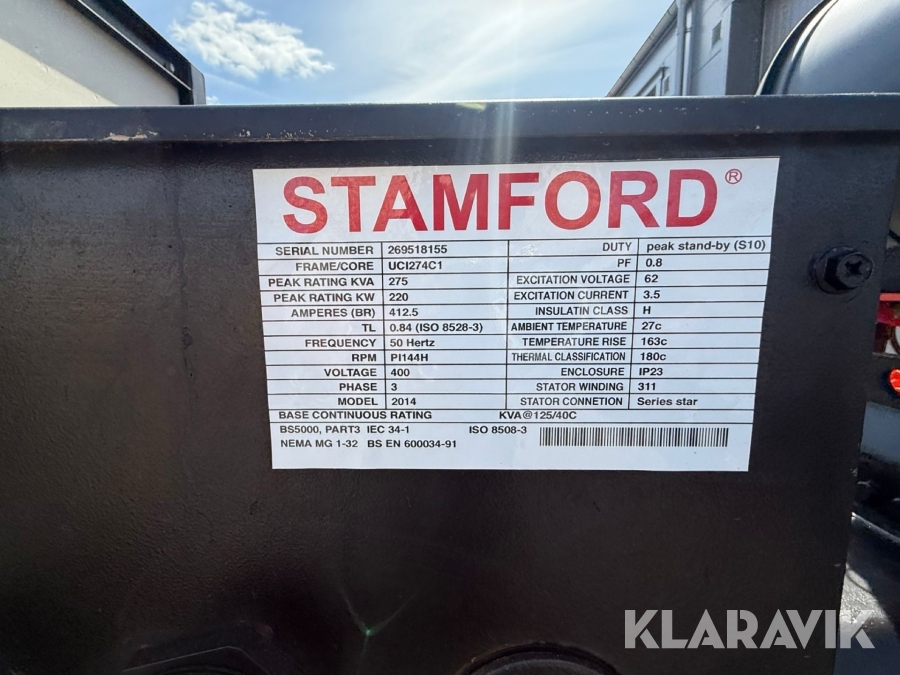 STAMFORD®
SERIAL NUMBER 269518155 DUTY peak stand-by (S10)
FRAME/CORE UCI274C1 PF 0.8
PEAK RATING KVA 275 EXCITATION VOLTAGE 62
PEAK RATING KW 220 EXCITATION CURRENT 3.5
AMPERES (BR) 412.5 INSULATIN CLASS H
TL 0.84 (ISO 8528-3) AMBIENT TEMPERATURE 27c
FREQUENCY 50 Hertz TEMPERATURE RISE 163c
RPM PI144H THERMAL CLASSIFICATION 180c
VOLTAGE 400 ENCLOSURE IP23
PHASE 3 STATOR WINDING 311
MODEL 2014 STATOR CONNETION Series star
BASE CONTINUOUS RATING KVA@125/40C
BS5000, PART3 IEC 34-1 ISO 8508-3
NEMA MG 1-32 BS EN 600034-91
KLARAVIK